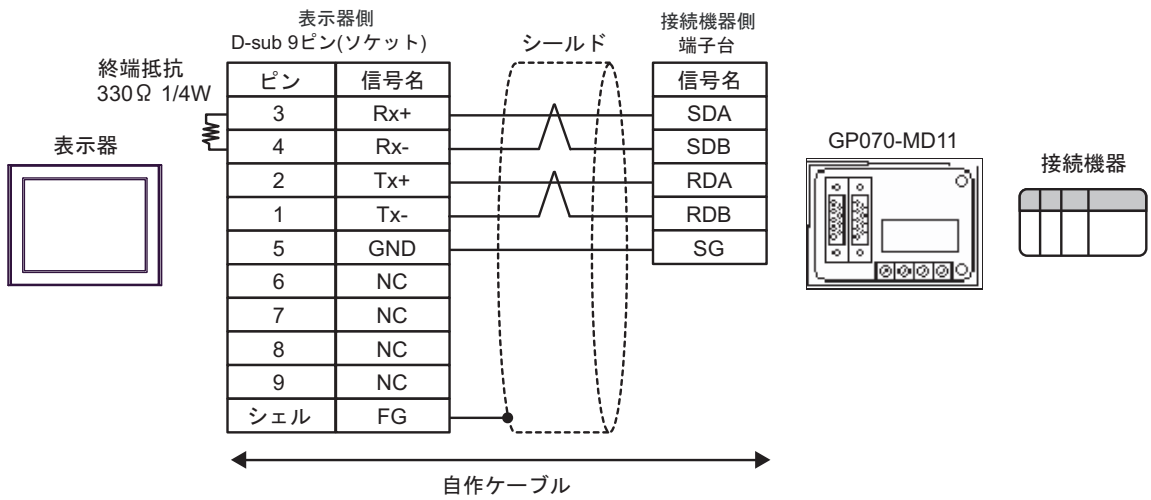 表示器側
D-sub 9ピン(ソケット)
シールド
接続機器側
端子台
終端抵抗
330Ω 1/4W
ピン 信号名 信号名
3 Rx+ SDA
4 Rx- SDB
2 Tx+ RDA
1 Tx- RDB
5 GND SG
6 NC
7 NC
8 NC
9 NC
シェル FG
表示器
GP070-MD11
接続機器
自作ケーブル